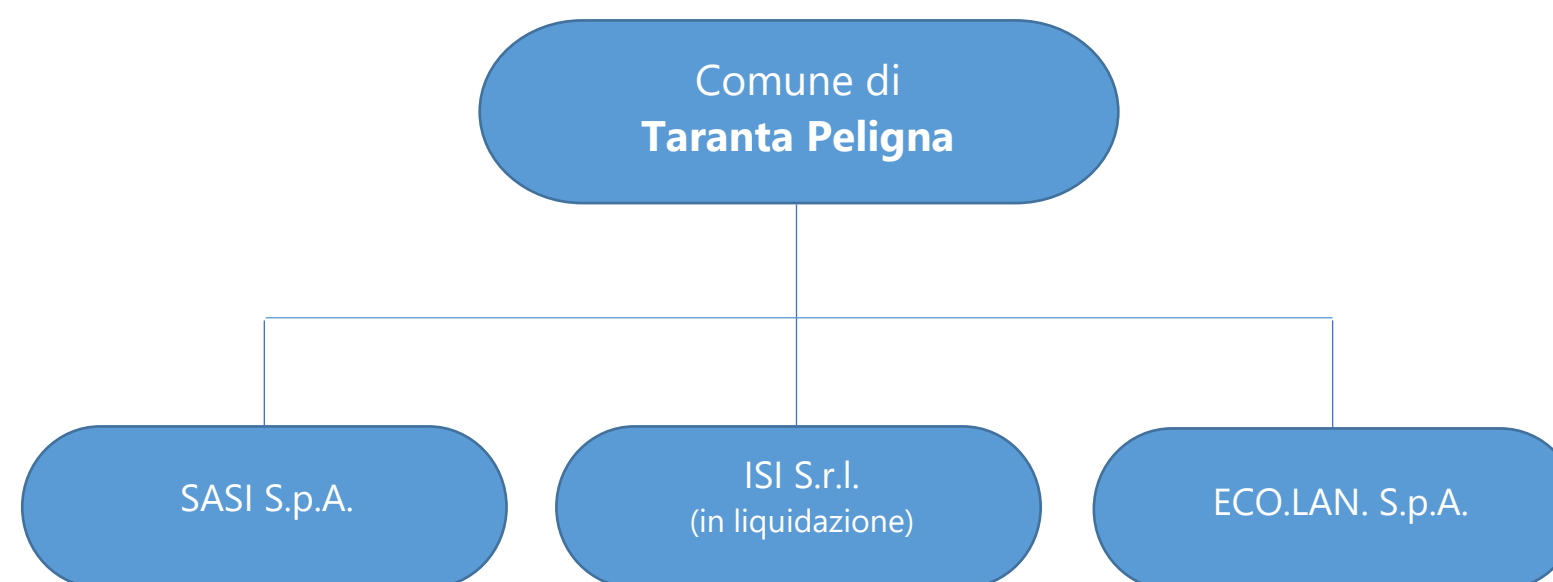 Comune di
Taranta Peligna
SASI S.p.A.
ISI S.r.l.
(in liquidazione)
ECO.LAN. S.p.A.